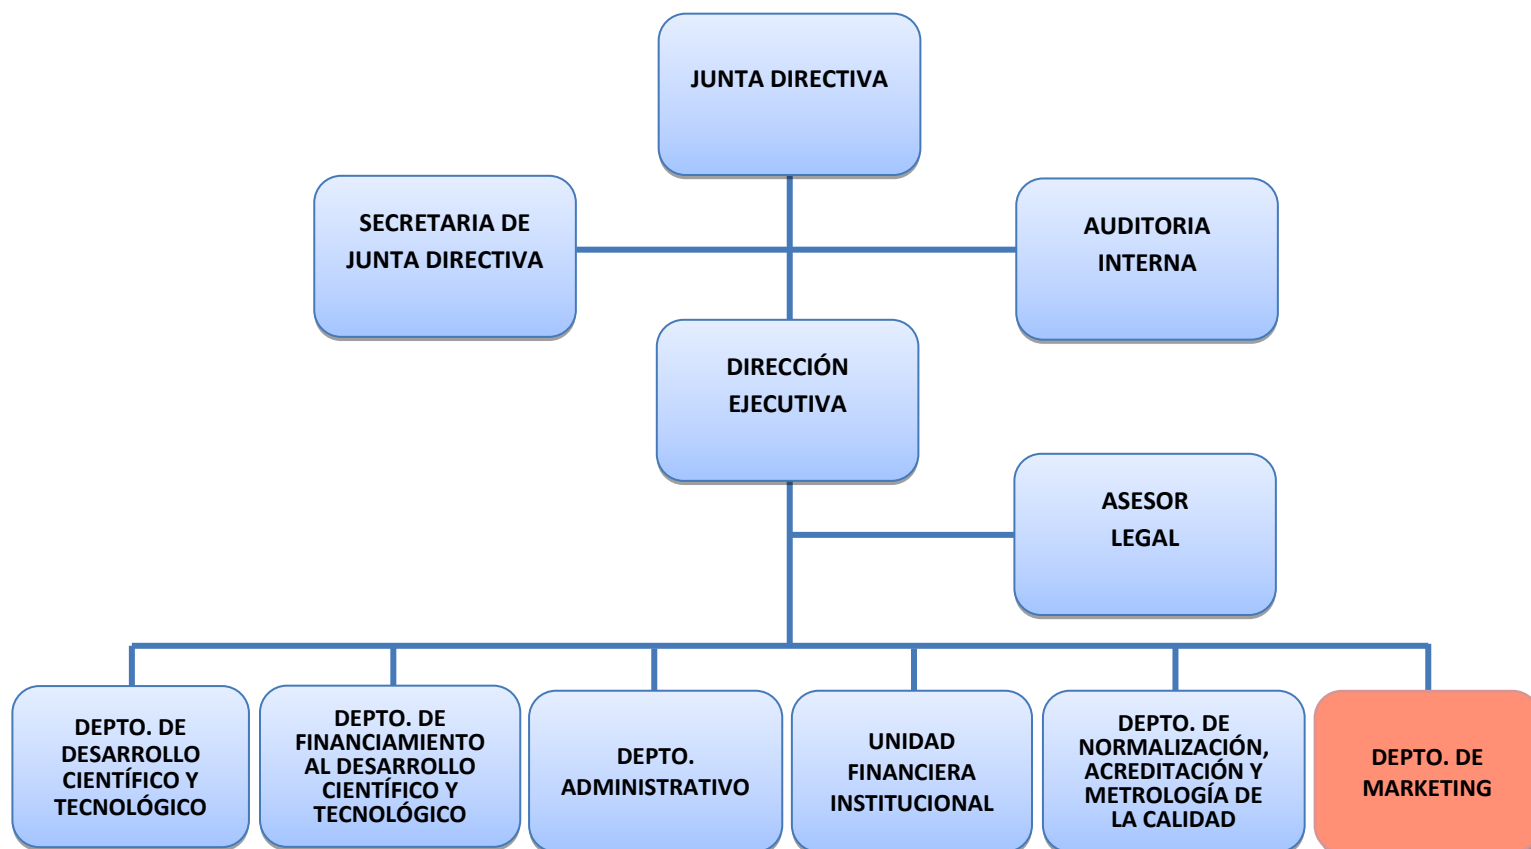 JUNTA DIRECTIVA
SECRETARIA DE
JUNTA DIRECTIVA
AUDITORIA
INTERNA
DIRECCIÓN
EJECUTIVA
ASESOR
LEGAL
DEPTO. DE
DESARROLLO
CIENTÍFICO Y
TECNOLÓGICO
DEPTO. DE
FINANCIAMIENTO
AL DESARROLLO
CIENTÍFICO Y
TECNOLÓGICO
DEPTO.
ADMINISTRATIVO
UNIDAD
FINANCIERA
INSTITUCIONAL
DEPTO. DE
NORMALIZACIÓN,
ACREDITACIÓN Y
METROLOGÍA DE
LA CALIDAD
DEPTO. DE
MARKETING